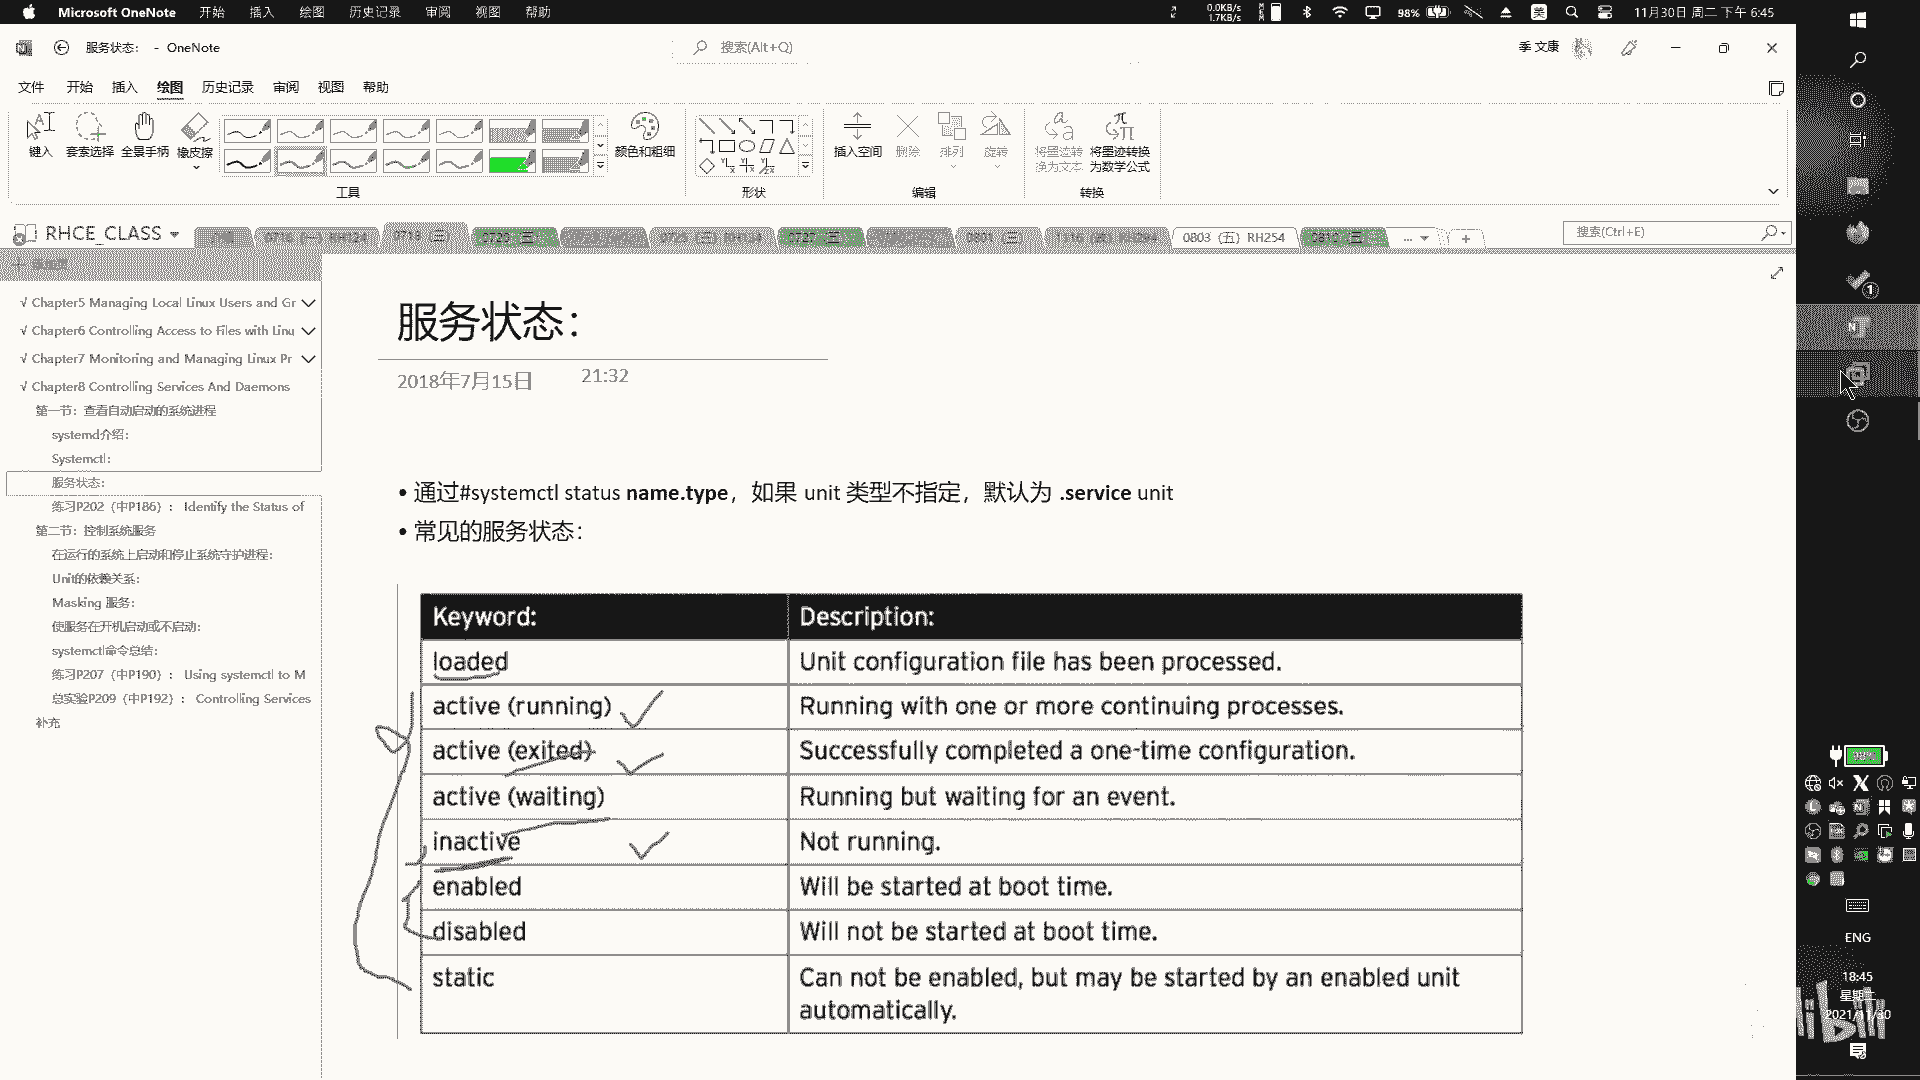 Microsoft OneNote 开始 插入 绘图 历史记录 审阅 视图 帮助 0.0KB/s 1.7KB/s 98% 美 11月30日 周二 下午 6:45
服务状态: - OneNote 搜索(Alt+Q) 季 文康
文件 开始 插入 绘图 历史记录 审阅 视图 帮助
键入 套索选择 全景手柄 橡皮擦 颜色和粗细 插入空间 删除 排列 旋转 将墨迹转换为文本 将墨迹转换为数学公式
工具 形状 编辑 转换
RHCE_CLASS 0801 (三) 0803 (五) RH254 搜索(Ctrl+E)
√ Chapter5 Managing Local Linux Users and Gr
√ Chapter6 Controlling Access to Files with Linu
√ Chapter7 Monitoring and Managing Linux Pr
√ Chapter8 Controlling Services And Daemons
第一节：查看自动启动的系统进程
systemd介绍:
Systemctl:
服务状态:
练习P202（中P186）： Identify the Status of
第二节：控制系统服务
在运行的系统上启动和停止系统守护进程:
Unit的依赖关系:
Masking 服务:
使服务在开机启动或不启动:
systemctl命令总结:
练习P207（中P190）： Using systemctl to M
总实验P209（中P192）： Controlling Services
补充
服务状态:
2018年7月15日 21:32
• 通过#systemctl status name.type，如果 unit 类型不指定，默认为 .service unit
• 常见的服务状态:
Keyword: Description:
loaded Unit configuration file has been processed.
active (running) Running with one or more continuing processes.
active (exited) Successfully completed a one-time configuration.
active (waiting) Running but waiting for an event.
inactive Not running.
enabled Will be started at boot time.
disabled Will not be started at boot time.
static Can not be enabled, but may be started by an enabled unit
automatically.
ENG
18:45
星期二
2021/11/30